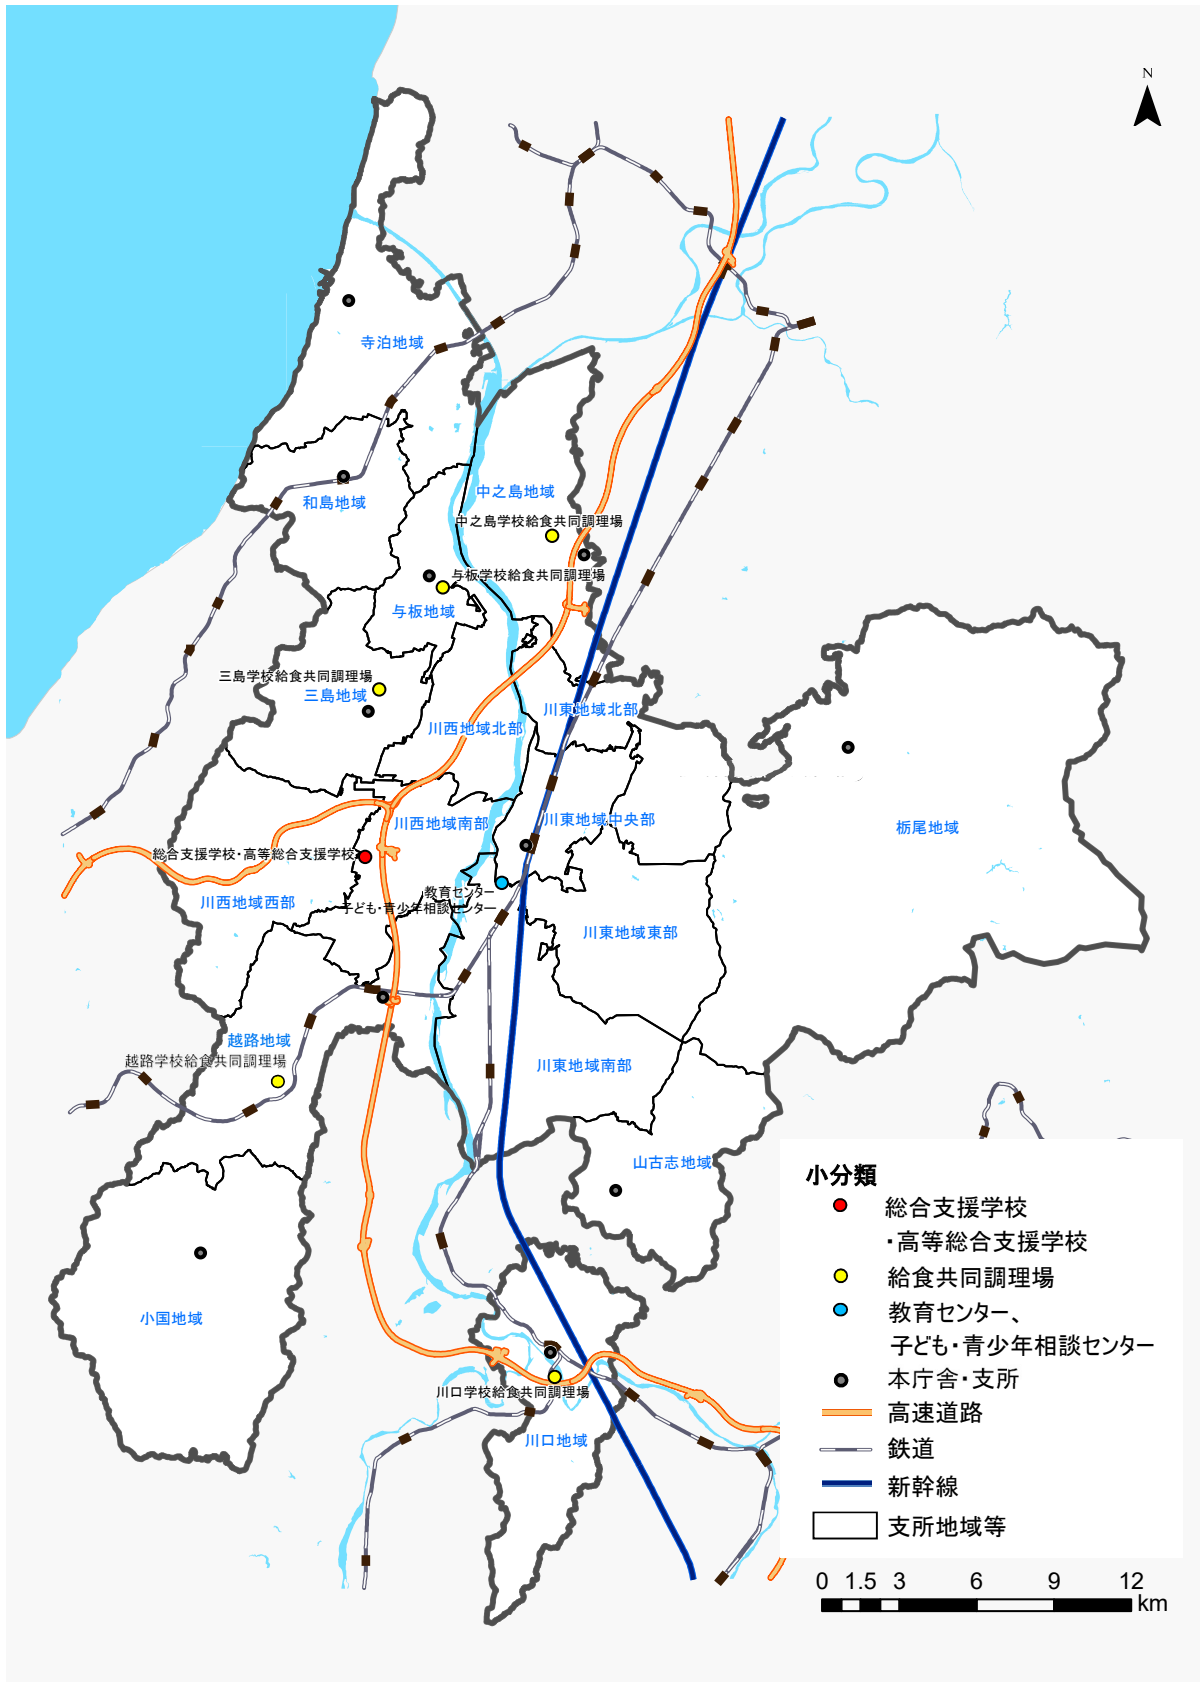 N
寺泊地域
中之島地域
和島地域
中之島学校給食共同調理場
与板学校給食共同調理場
与板地域
三島学校給食共同調理場
三島地域
川東地域北部
川西地域北部
川西地域南部
川東地域中央部
栃尾地域
総合支援学校・高等総合支援学校
教育センター
子ども・青少年相談センター
川西地域西部
川東地域東部
越路地域
越路学校給食共同調理場
川東地域南部
山古志地域
小国地域
川口学校給食共同調理場
川口地域
小分類
総合支援学校
・高等総合支援学校
給食共同調理場
教育センター、
子ども・青少年相談センター
本庁舎・支所
高速道路
鉄道
新幹線
支所地域等
0 1.5 3 6 9 12
km